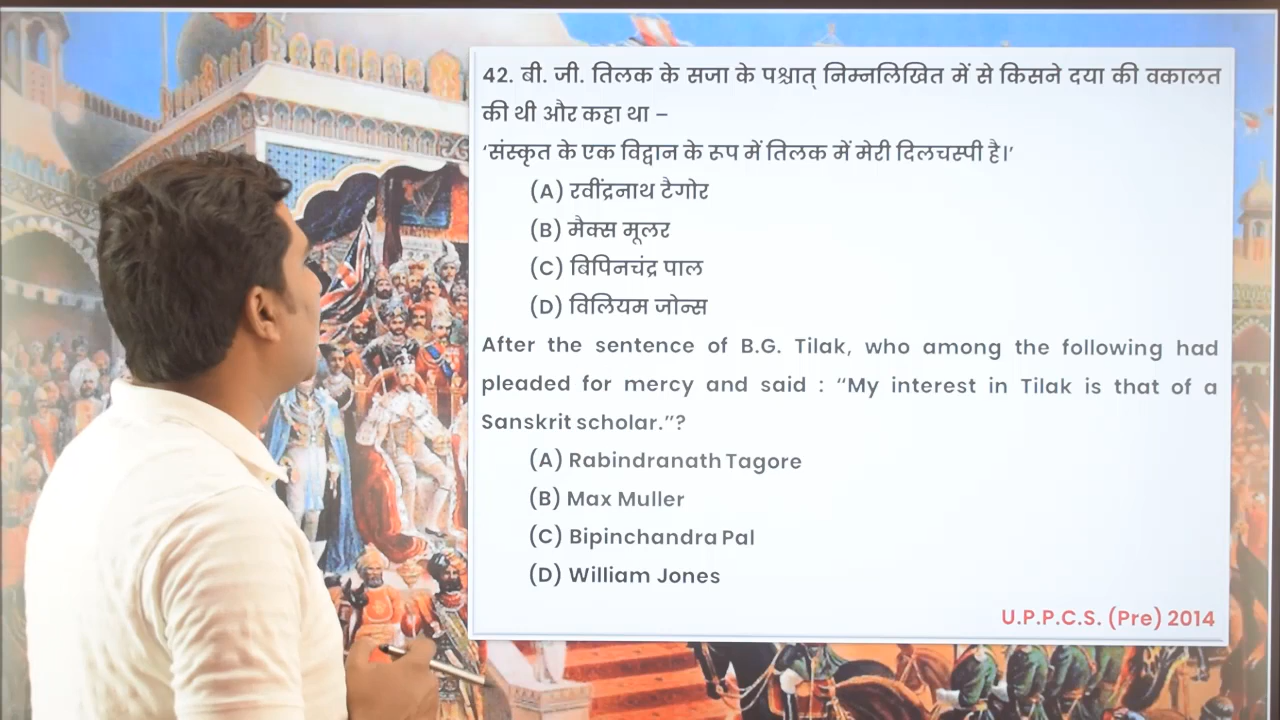 42. बी. जी. तिलक के सजा के पश्चात् निम्नलिखित में से किसने दया की वकालत
की थी और कहा था –
‘संस्कृत के एक विद्वान के रूप में तिलक में मेरी दिलचस्पी है।’
(A) रवींद्रनाथ टैगोर
(B) मैक्स मूलर
(C) बिपिनचंद्र पाल
(D) विलियम जोन्स
After the sentence of B.G. Tilak, who among the following had
pleaded for mercy and said : “My interest in Tilak is that of a
Sanskrit scholar.”?
(A) Rabindranath Tagore
(B) Max Muller
(C) Bipinchandra Pal
(D) William Jones
U.P.P.C.S. (Pre) 2014